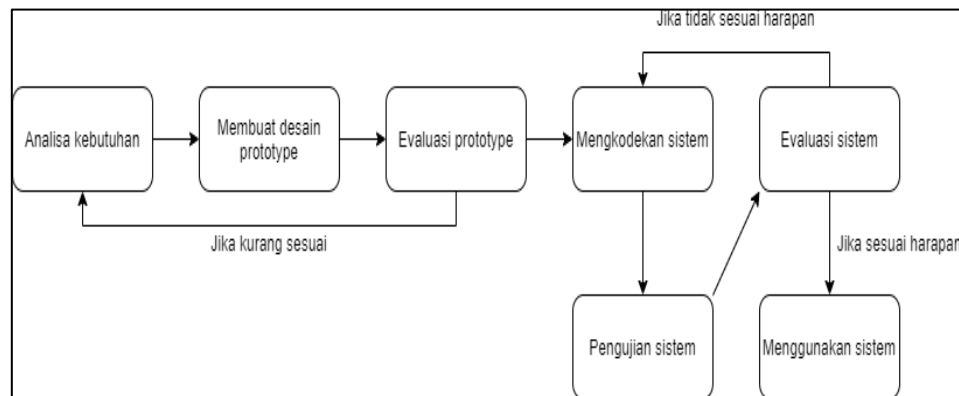 Jika tidak sesuai harapan
Analisa kebutuhan
Membuat desain
prototype
Evaluasi prototype
Mengkodekan sistem
Evaluasi sistem
Jika kurang sesuai
Jika sesuai harapan
Pengujian sistem
Menggunakan sistem